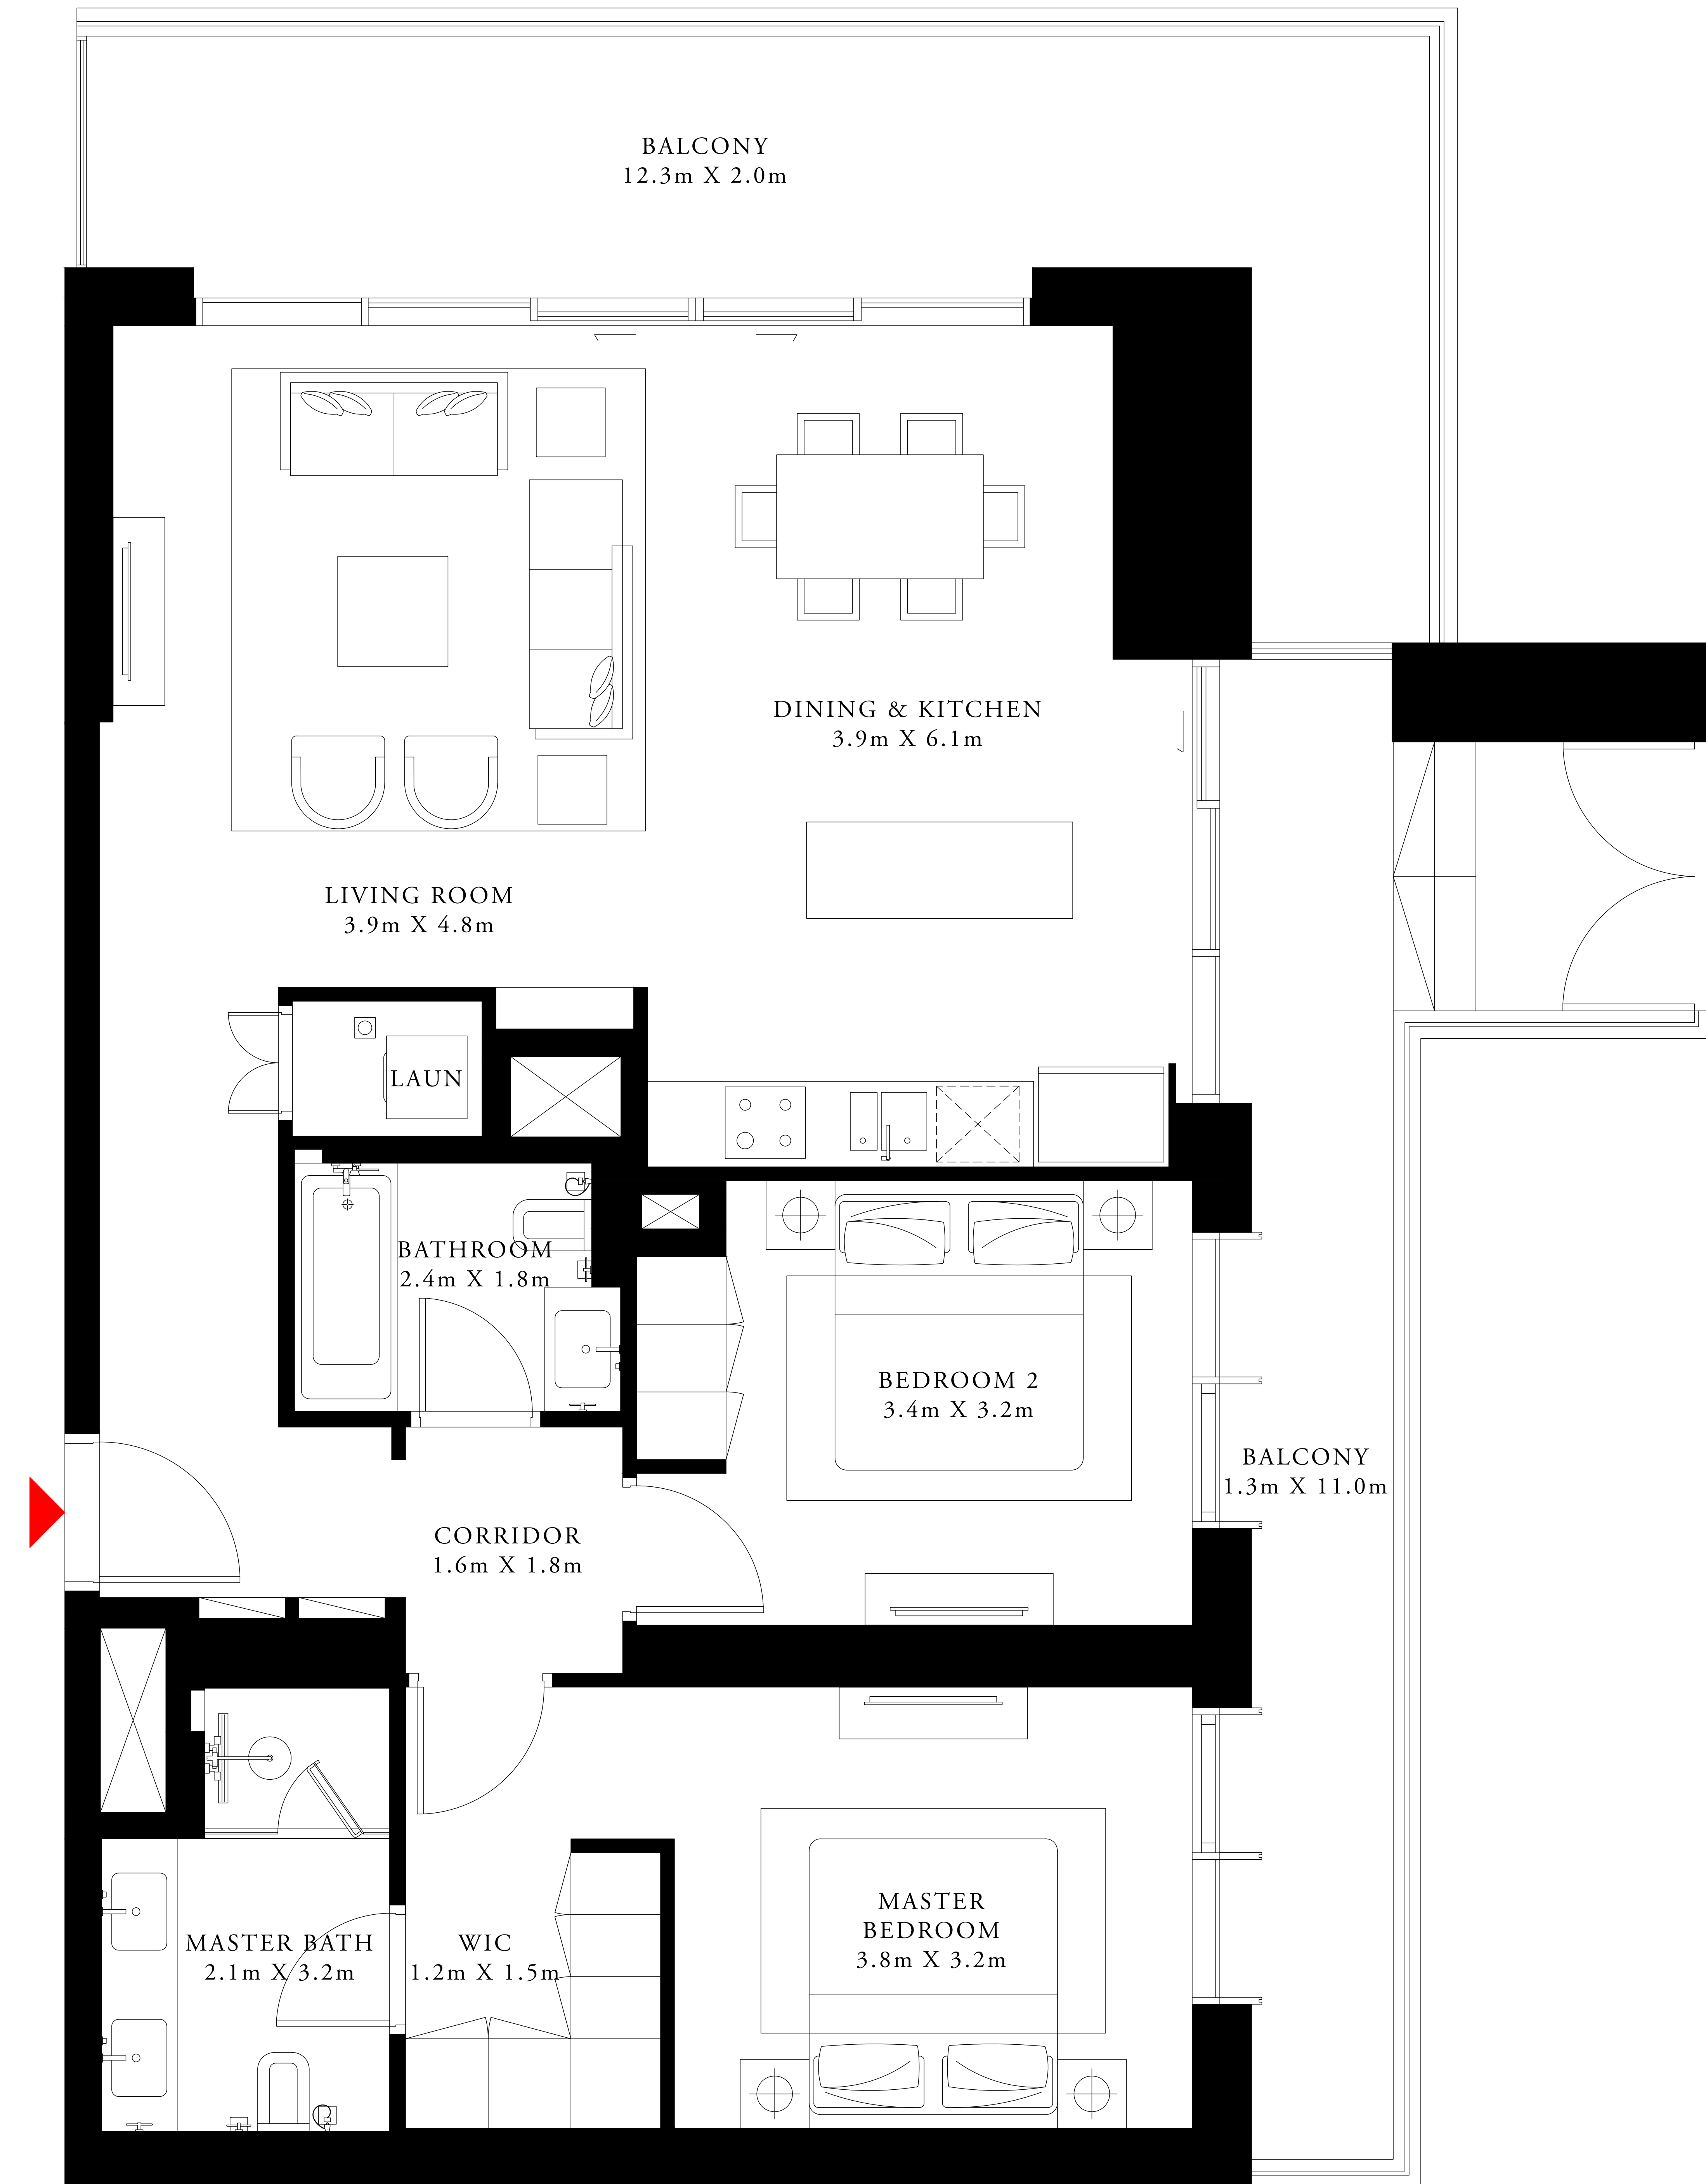 BALCONY
12.3m X 2.0m
DINING & KITCHEN
3.9m X 6.1m
LIVING ROOM
3.9m X 4.8m
LAUN
BATHROOM
2.4m X 1.8m
BEDROOM 2
3.4m X 3.2m
BALCONY
1.3m X 11.0m
CORRIDOR
1.6m X 1.8m
MASTER
BEDROOM
3.8m X 3.2m
MASTER BATH
2.1m X 3.2m
WIC
1.2m X 1.5m